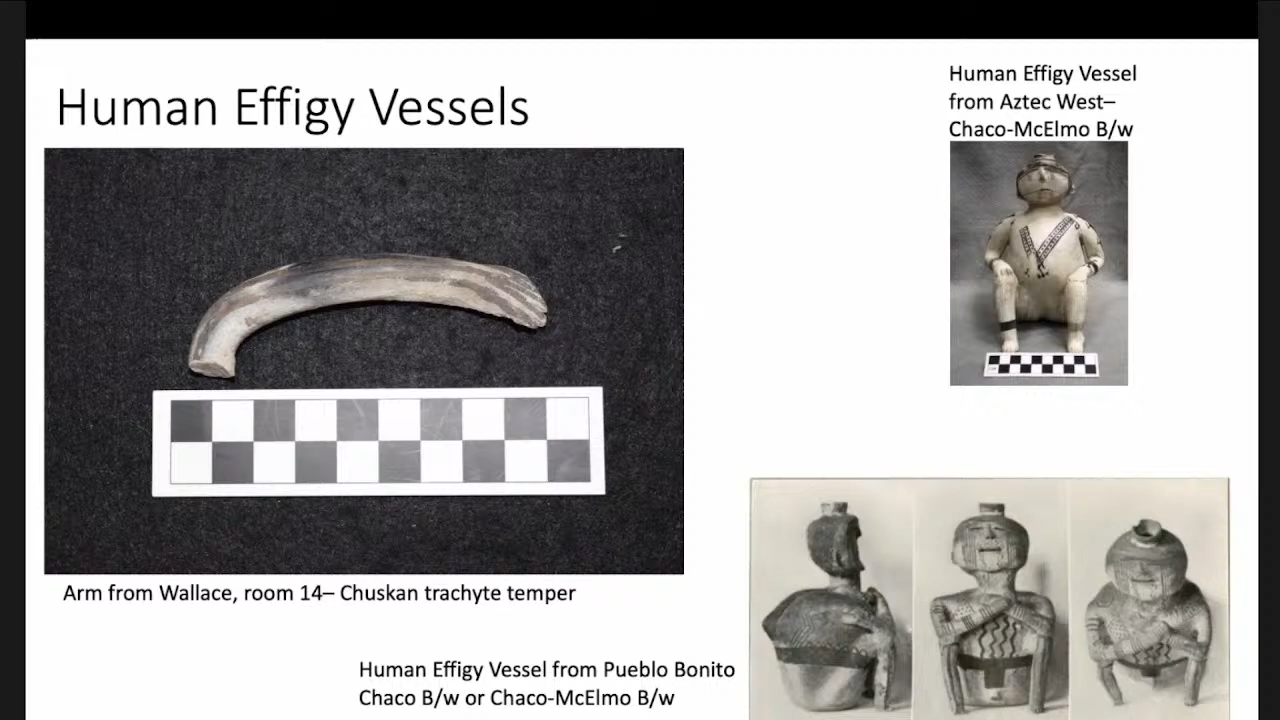 Human Effigy Vessels
Human Effigy Vessel
from Aztec West–
Chaco-McElmo B/w
Arm from Wallace, room 14– Chuskan trachyte temper
Human Effigy Vessel from Pueblo Bonito
Chaco B/w or Chaco-McElmo B/w